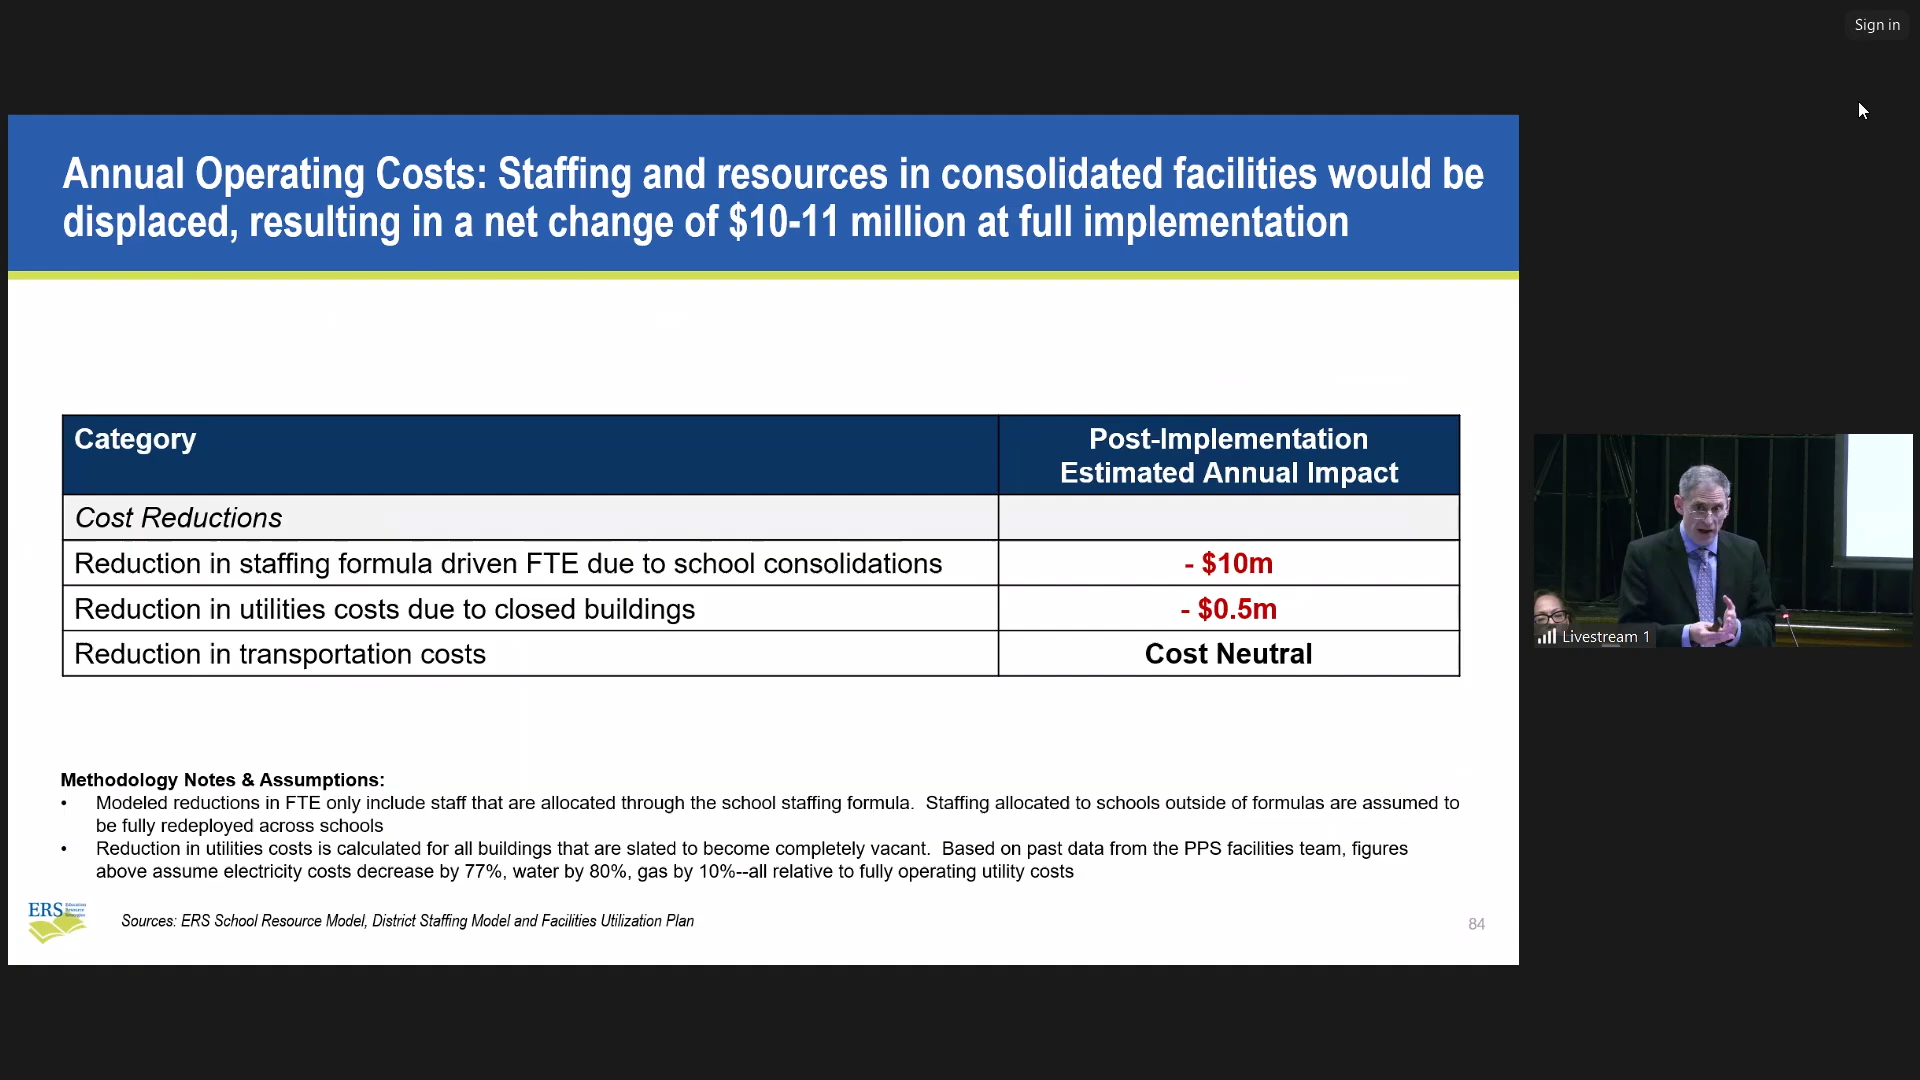 Sign in
Annual Operating Costs: Staffing and resources in consolidated facilities would be
displaced, resulting in a net change of $10-11 million at full implementation
Category
Post-Implementation
Estimated Annual Impact
Cost Reductions
Reduction in staffing formula driven FTE due to school consolidations
- $10m
Reduction in utilities costs due to closed buildings
- $0.5m
Reduction in transportation costs
Cost Neutral
Livestream 1
Methodology Notes & Assumptions:
• Modeled reductions in FTE only include staff that are allocated through the school staffing formula.  Staffing allocated to schools outside of formulas are assumed to
be fully redeployed across schools
• Reduction in utilities costs is calculated for all buildings that are slated to become completely vacant.  Based on past data from the PPS facilities team, figures
above assume electricity costs decrease by 77%, water by 80%, gas by 10%--all relative to fully operating utility costs
ERS
Education
Resource
Strategies
Sources: ERS School Resource Model, District Staffing Model and Facilities Utilization Plan
84